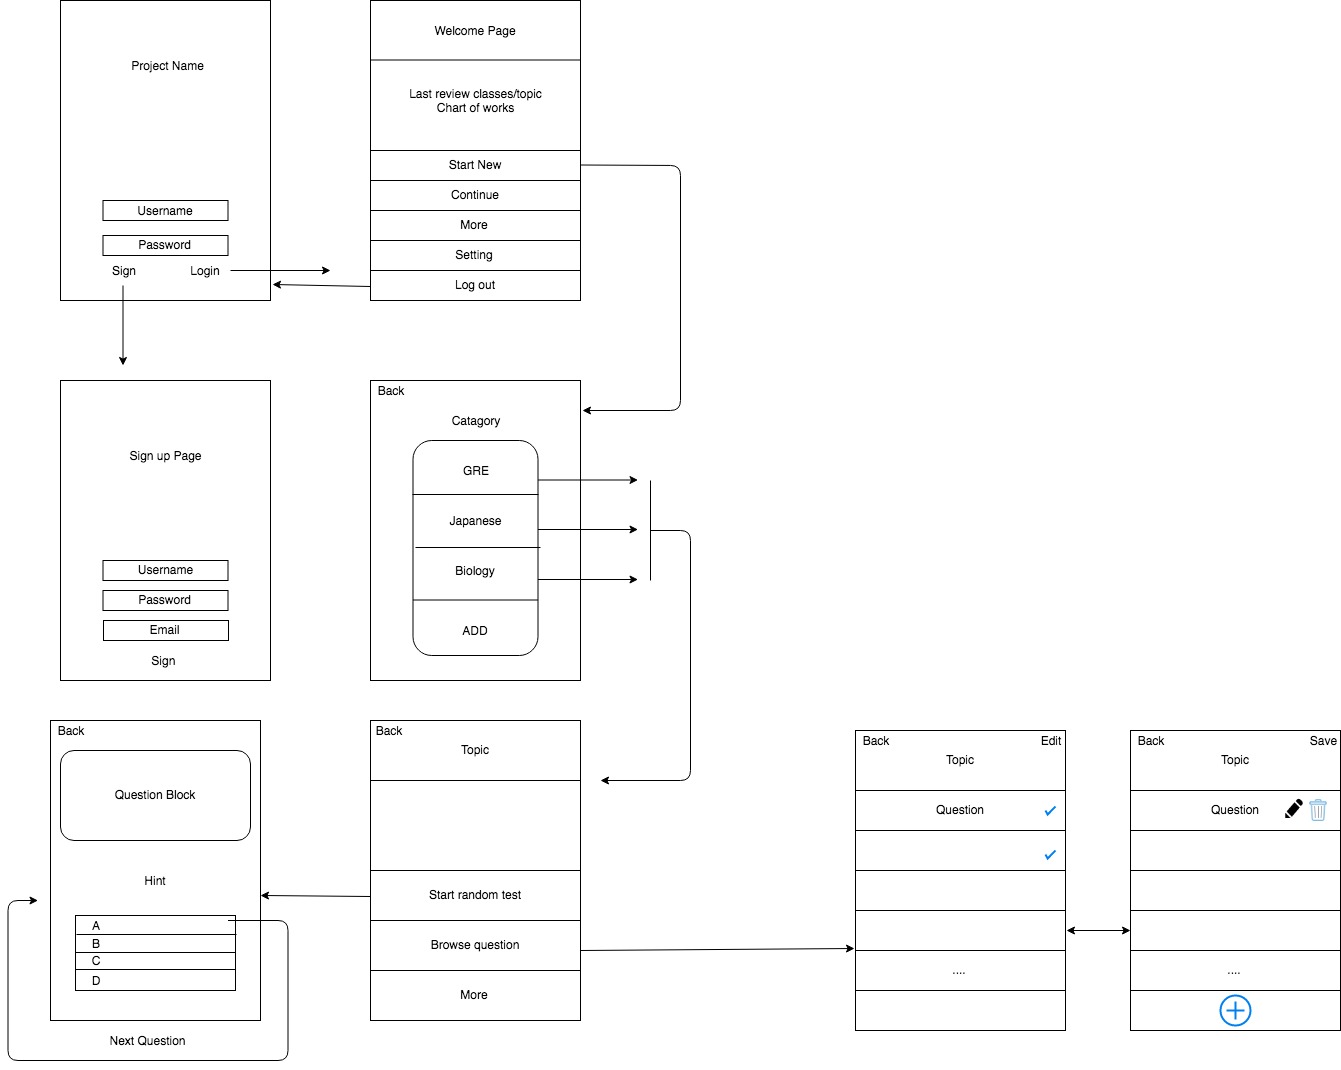 Project Name
Username
Password
Sign
Login
Welcome Page
Last review classes/topic
Chart of works
Start New
Continue
More
Setting
Log out
Sign up Page
Username
Password
Email
Sign
Back
Catagory
GRE
Japanese
Biology
ADD
Back
Question Block
Hint
A
B
C
D
Next Question
Back
Topic
Start random test
Browse question
More
Back
Edit
Topic
Question
....
Back
Save
Topic
Question
....